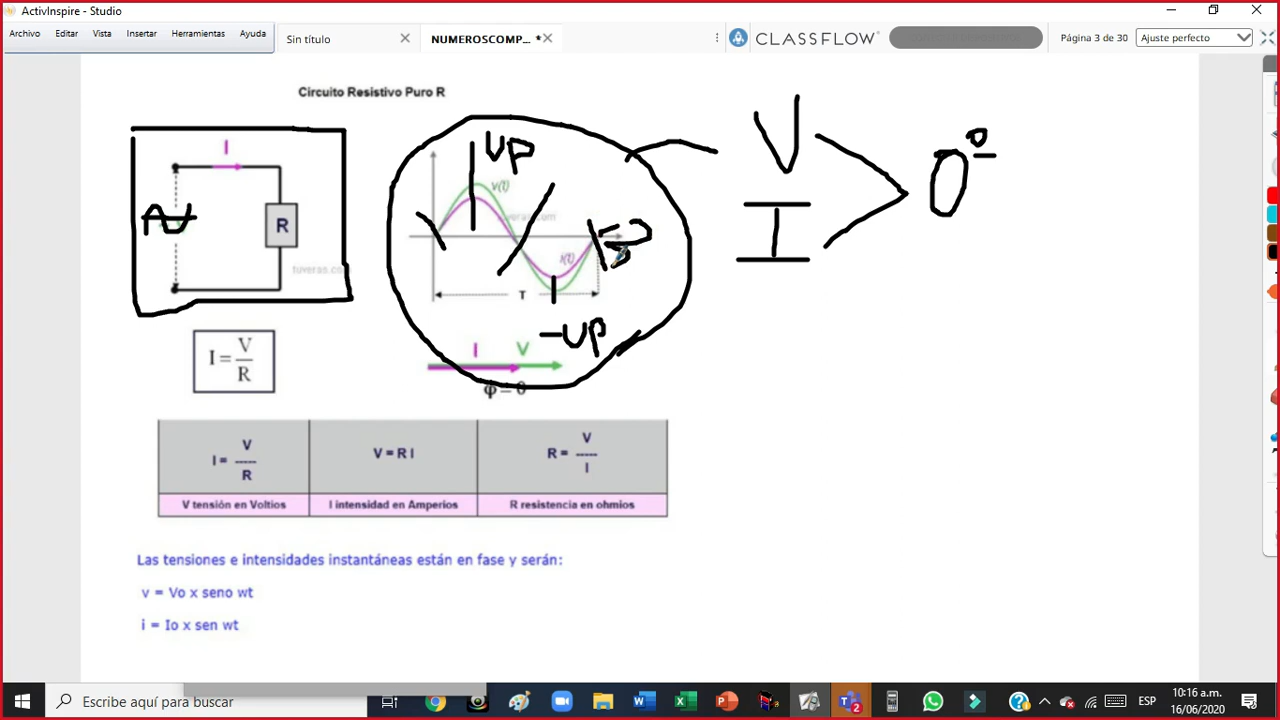 ActivInspire - Studio
Archivo Editar Vista Insertar Herramientas Ayuda
Sin título
NUMEROSCOMP... *
CLASSFLOW
Página 3 de 30
Ajuste perfecto
Circuito Resistivo Puro R
I
R
tuveras.com
VP
V(t)
i(t)
T
-VP
I V
φ = 0
V
I
0°
I = V
R
I = V
-----
R
V = R I
R = V
-----
I
V tensión en Voltios
I intensidad en Amperios
R resistencia en ohmios
Las tensiones e intensidades instantáneas están en fase y serán:
v = Vo x seno wt
i = Io x sen wt
Escribe aquí para buscar
2
ESP
10:16 a.m.
16/06/2020